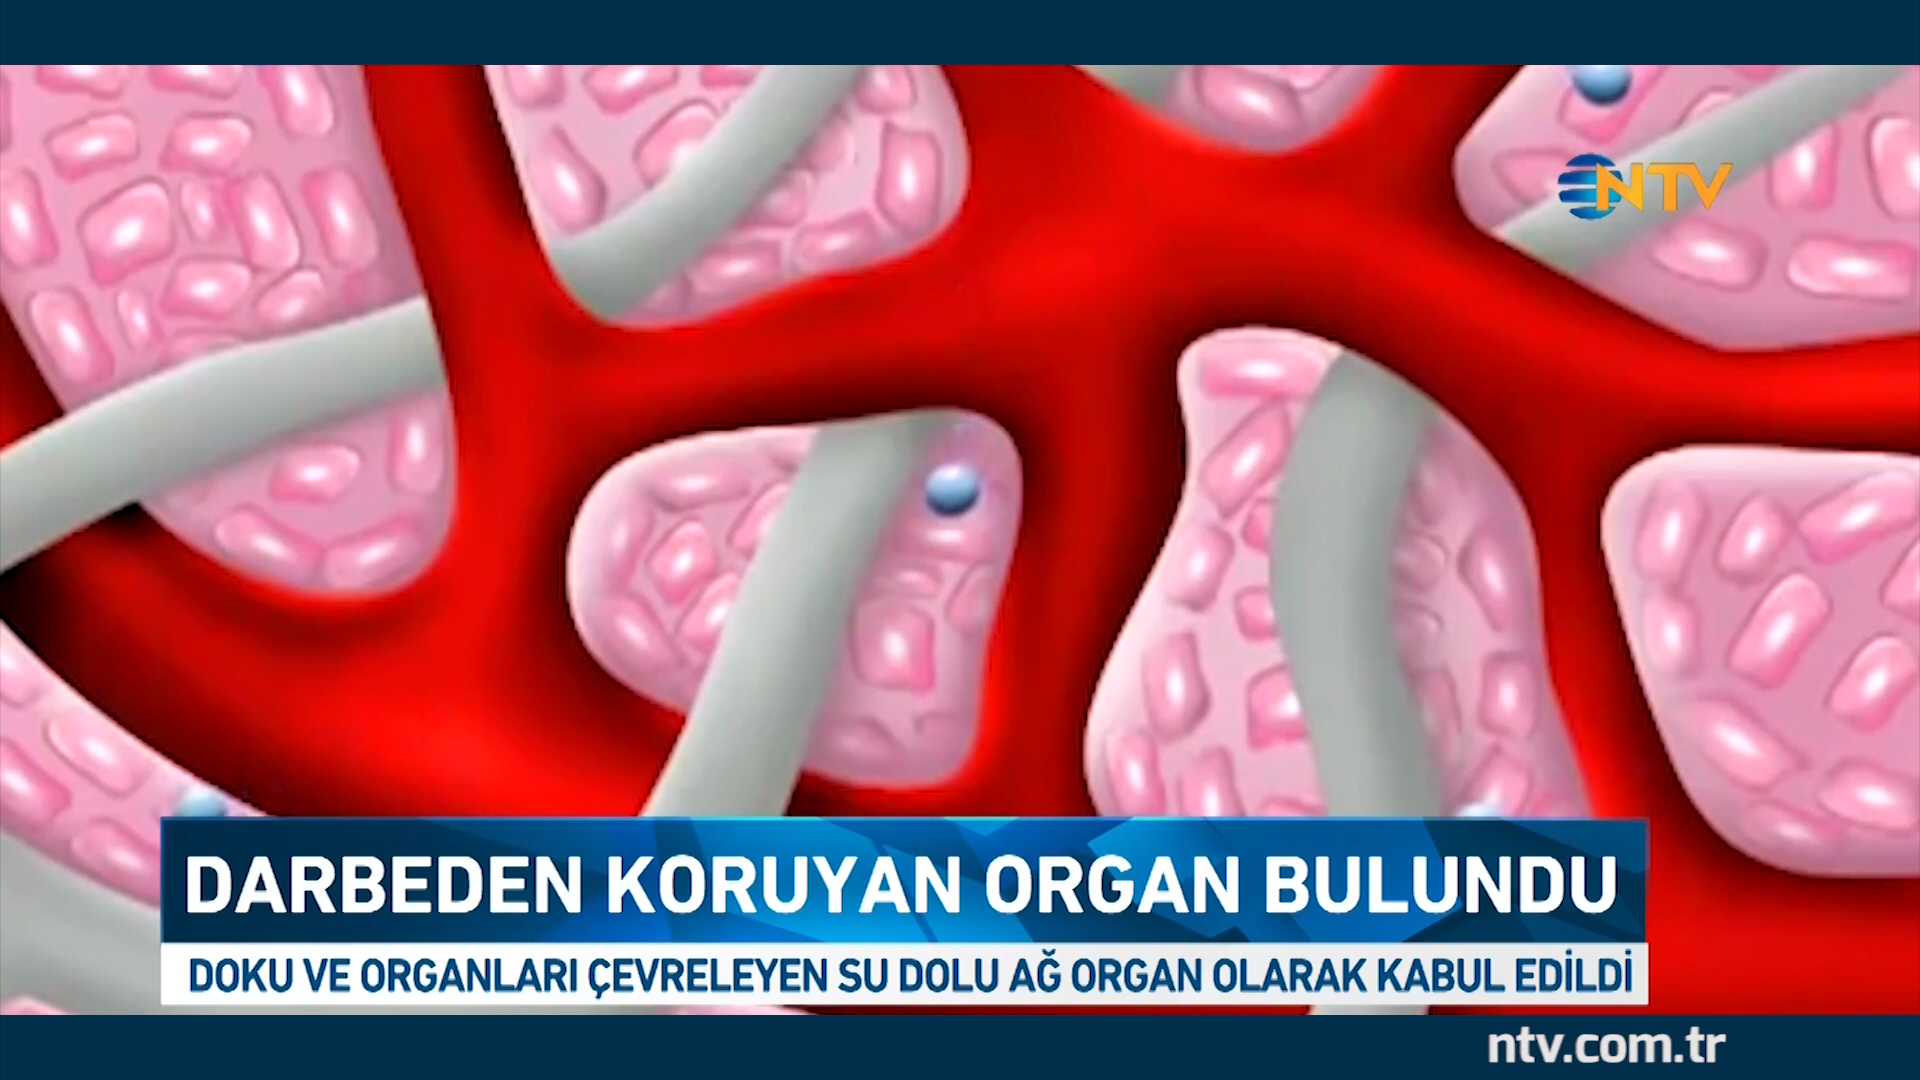 NTV
DARBEDEN KORUYAN ORGAN BULUNDU
DOKU VE ORGANLARI ÇEVRELEYEN SU DOLU AĞ ORGAN OLARAK KABUL EDİLDİ
ntv.com.tr